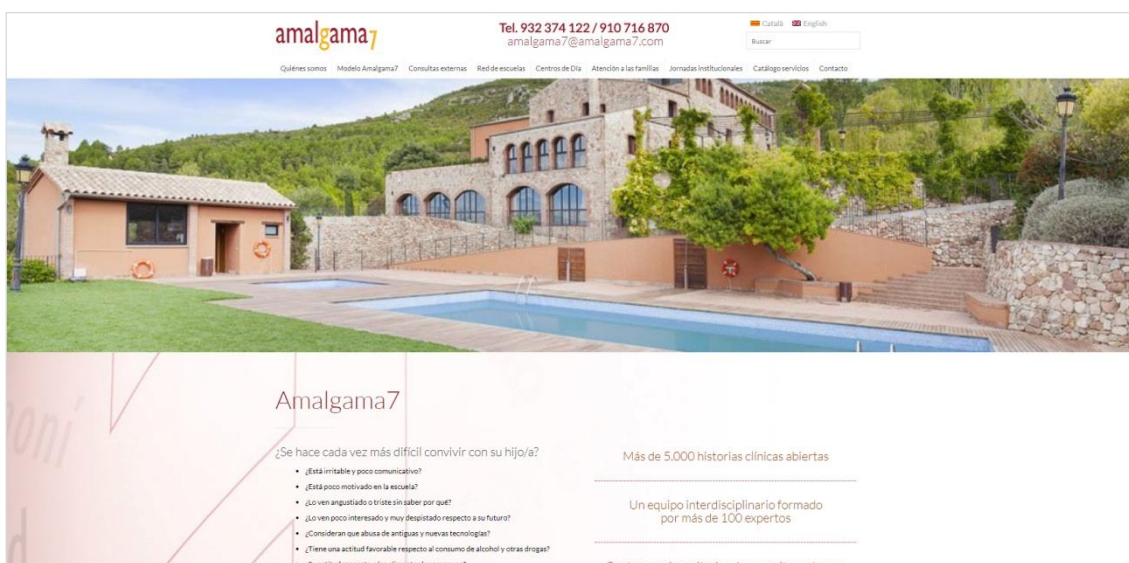 amalgama7
Tel. 932 374 122 / 910 716 870
amalgama7@amalgama7.com
Català English
Buscar
Quiénes somos Modelo Amalgama7 Consultas externas Red de escuelas Centros de Día Atención a las familias Jornadas institucionales Catálogo servicios Contacto
Amalgama7
¿Se hace cada vez más difícil convivir con su hijo/a?
• ¿Está irritable y poco comunicativo?
• ¿Está poco motivado en la escuela?
• ¿Lo ven angustiado o triste sin saber por qué?
• ¿Lo ven poco interesado y muy despistado respecto a su futuro?
• ¿Consideran que abusa de antiguas y nuevas tecnologías?
• ¿Tiene una actitud favorable respecto al consumo de alcohol y otras drogas?
Más de 5.000 historias clínicas abiertas
Un equipo interdisciplinario formado
por más de 100 expertos